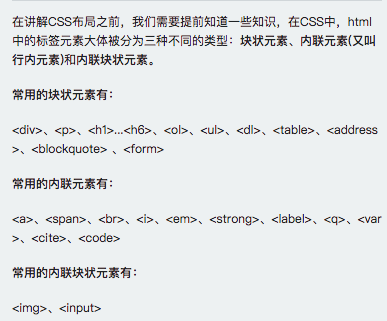 在讲解CSS布局之前，我们需要提前知道一些知识，在CSS中，html
中的标签元素大体被分为三种不同的类型：块状元素、内联元素(又叫
行内元素)和内联块状元素。
常用的块状元素有：
<div>、<p>、<h1>...<h6>、<ol>、<ul>、<dl>、<table>、<address
>、<blockquote> 、<form>
常用的内联元素有：
<a>、<span>、<br>、<i>、<em>、<strong>、<label>、<q>、<var
>、<cite>、<code>
常用的内联块状元素有：
<img>、<input>